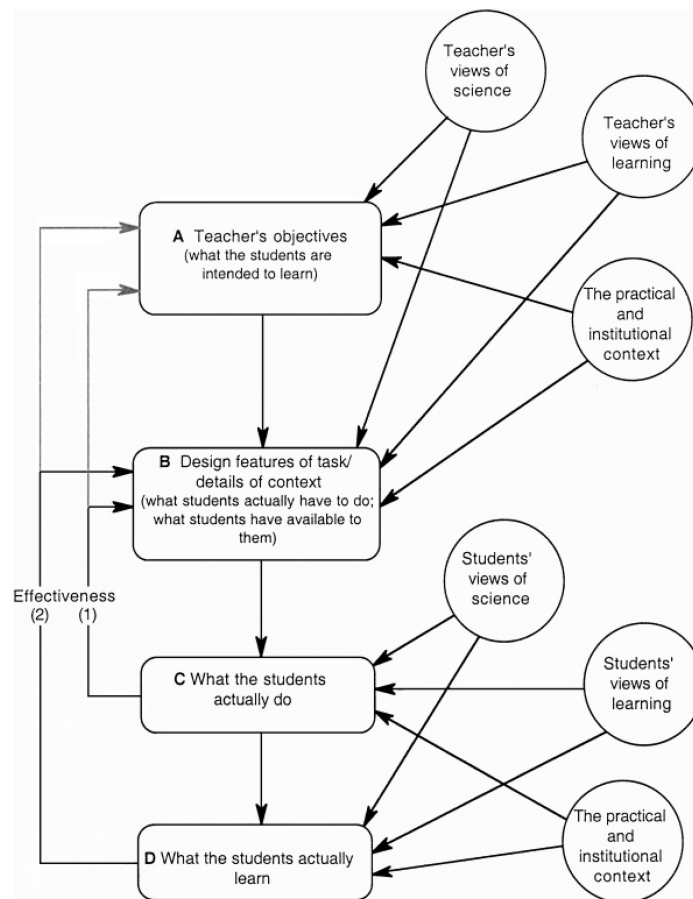 Teacher's
views of
science
Teacher's
views of
learning
A Teacher's objectives
(what the students are
intended to learn)
The practical
and
institutional
context
B Design features of task/
details of context
(what students actually have to do;
what students have available to
them)
Students'
views of
science
Effectiveness
(2) (1)
C What the students
actually do
Students'
views of
learning
The practical
and
institutional
context
D What the students actually
learn